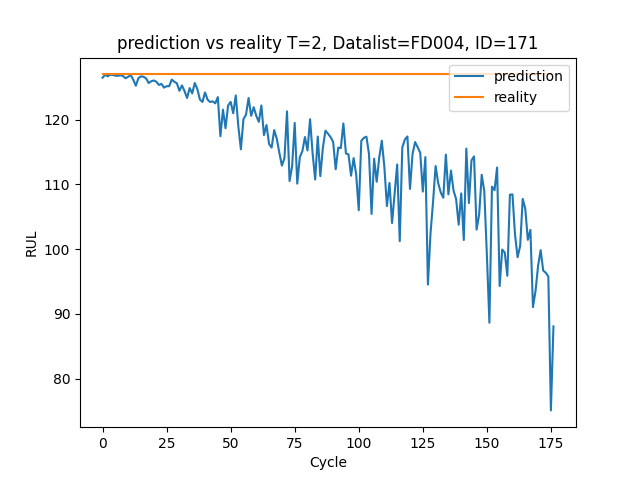 prediction vs reality T=2, Datalist=FD004, ID=171
prediction
reality
RUL
120
110
100
90
80
0 25 50 75 100 125 150 175
Cycle